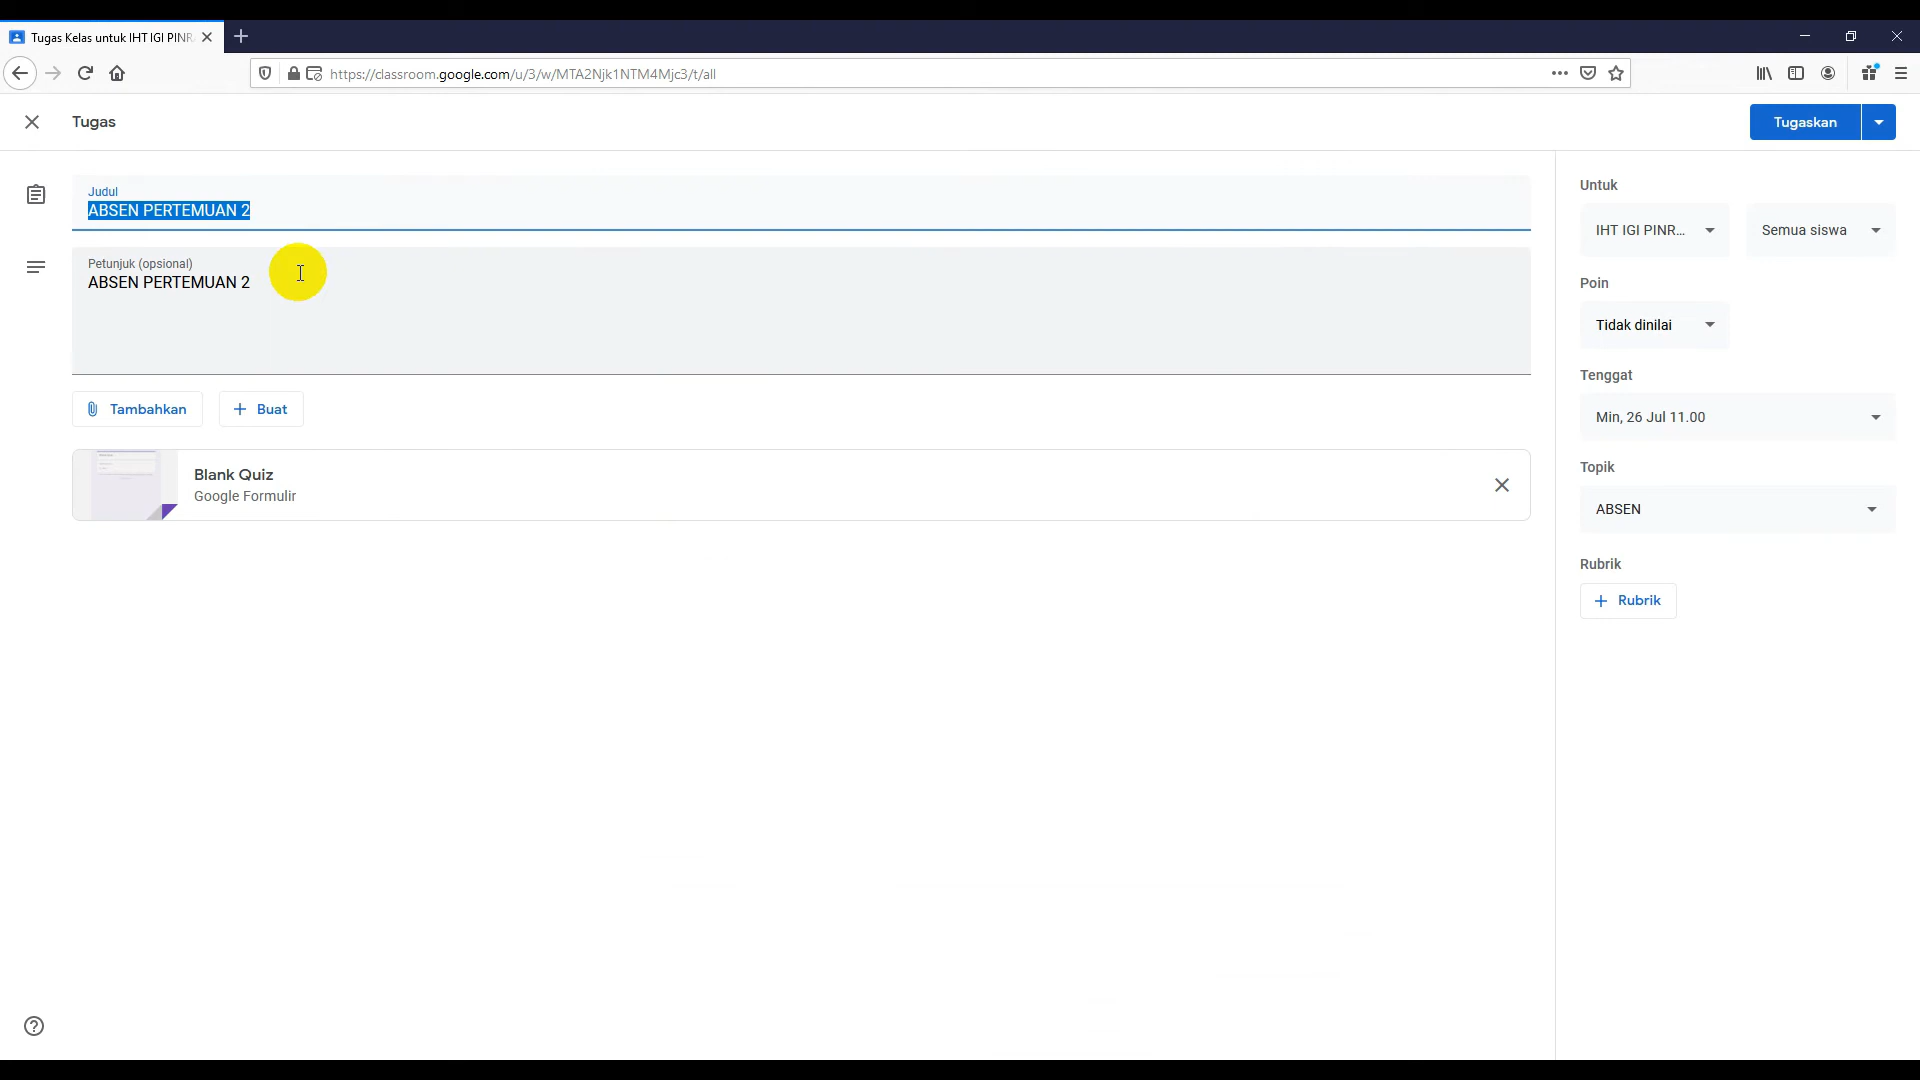 Tugas Kelas untuk IHT IGI PINR
https://classroom.google.com/u/3/w/MTA2Njk1NTM4Mjc3/t/all
Tugas
Tugaskan
Judul
ABSEN PERTEMUAN 2
Petunjuk (opsional)
ABSEN PERTEMUAN 2
Tambahkan
Buat
Blank Quiz
Google Formulir
Untuk
IHT IGI PINR...
Semua siswa
Poin
Tidak dinilai
Tenggat
Min, 26 Jul 11.00
Topik
ABSEN
Rubrik
Rubrik